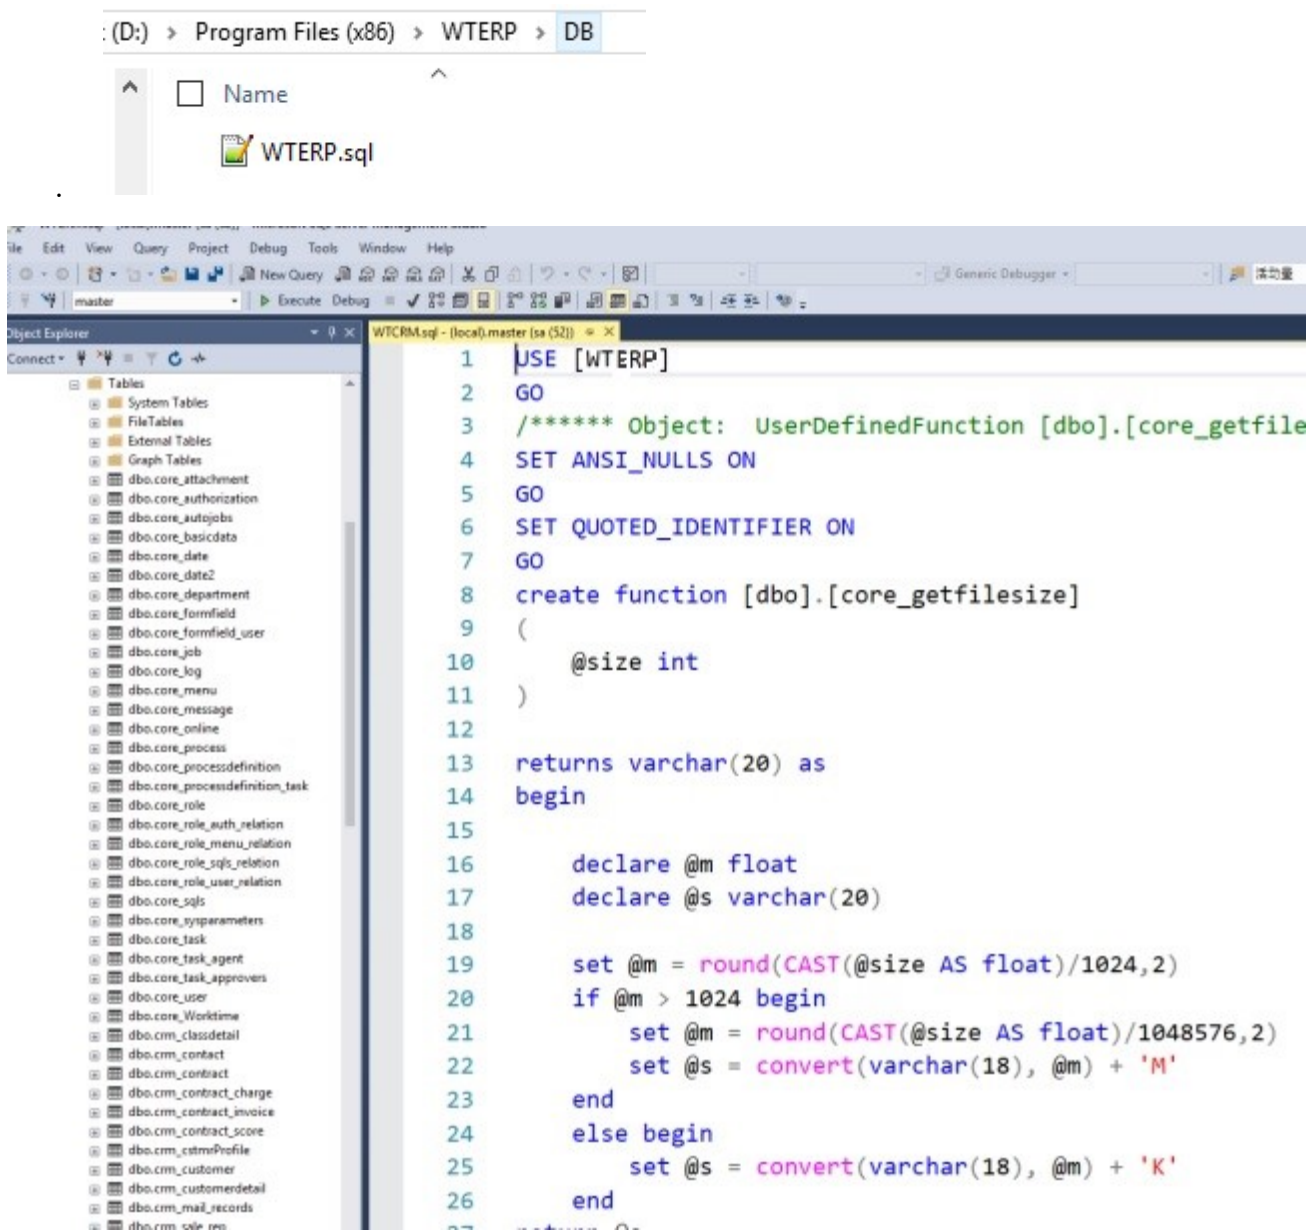 : (D:) > Program Files (x86) > WTERP > DB
Name
WTERP.sql
.
File Edit View Query Project Debug Tools Window Help
New Query
Generic Debugger
活动量
master
Execute Debug
Object Explorer
WTCRM.sql - (local).master (sa (52))
Connect
Tables
System Tables
FileTables
External Tables
Graph Tables
dbo.core_attachment
dbo.core_authorization
dbo.core_autojobs
dbo.core_basicdata
dbo.core_date
dbo.core_date2
dbo.core_department
dbo.core_formfield
dbo.core_formfield_user
dbo.core_job
dbo.core_log
dbo.core_menu
dbo.core_message
dbo.core_online
dbo.core_process
dbo.core_processdefinition
dbo.core_processdefinition_task
dbo.core_role
dbo.core_role_auth_relation
dbo.core_role_menu_relation
dbo.core_role_sqls_relation
dbo.core_role_user_relation
dbo.core_sqls
dbo.core_sysparameters
dbo.core_task
dbo.core_task_agent
dbo.core_task_approvers
dbo.core_user
dbo.core_Worktime
dbo.crm_classdetail
dbo.crm_contact
dbo.crm_contract
dbo.crm_contract_charge
dbo.crm_contract_invoice
dbo.crm_contract_score
dbo.crm_cstmrProfile
dbo.crm_customer
dbo.crm_customerdetail
dbo.crm_mail_records
dbo.crm_sale_rep
1 USE [WTERP]
2 GO
3 /****** Object: UserDefinedFunction [dbo].[core_getfile
4 SET ANSI_NULLS ON
5 GO
6 SET QUOTED_IDENTIFIER ON
7 GO
8 create function [dbo].[core_getfilesize]
9 (
10 @size int
11 )
12
13 returns varchar(20) as
14 begin
15
16 declare @m float
17 declare @s varchar(20)
18
19 set @m = round(CAST(@size AS float)/1024,2)
20 if @m > 1024 begin
21 set @m = round(CAST(@size AS float)/1048576,2)
22 set @s = convert(varchar(18), @m) + 'M'
23 end
24 else begin
25 set @s = convert(varchar(18), @m) + 'K'
26 end